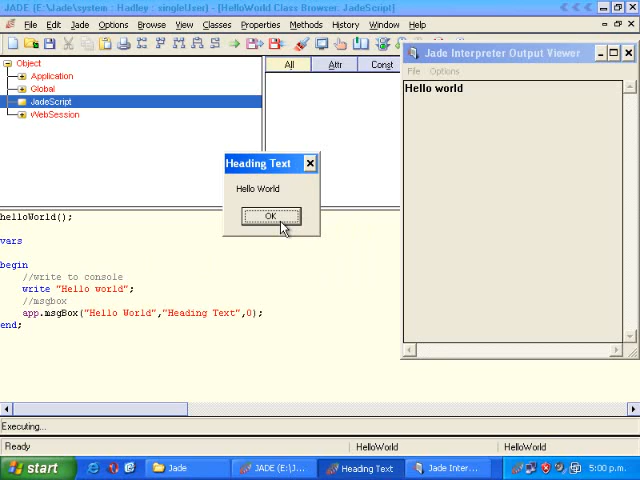 JADE (E:\Jade\system : Hadley : singleUser) - [HelloWorld Class Browser: JadeScript]
File Edit Jade Options Browse View Classes Properties Methods History Window Help
Object
Application
Global
JadeScript
WebSession
All Attr Const
Jade Interpreter Output Viewer
File Options
Hello world
Heading Text
Hello World
OK
helloWorld();
vars
begin
//write to console
write "Hello world";
//msgbox
app.msgBox("Hello World","Heading Text",0);
end;
Executing...
Ready HelloWorld HelloWorld
start Jade JADE (E:\J... Heading Text Jade Inter... 5:00 p.m.